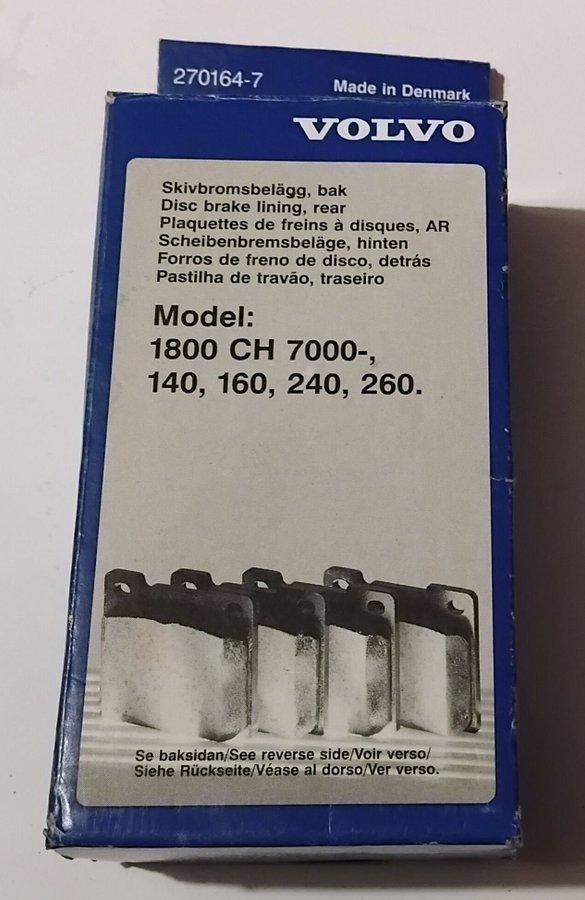 270164-7
Made in Denmark
VOLVO
Skivbromsbelägg, bak
Disc brake lining, rear
Plaquettes de freins à disques, AR
Scheibenbremsbeläge, hinten
Forros de freno de disco, detrás
Pastilha de travão, traseiro
Model:
1800 CH 7000-,
140, 160, 240, 260.
Se baksidan/See reverse side/Voir verso/
Siehe Rückseite/Véase al dorso/Ver verso.